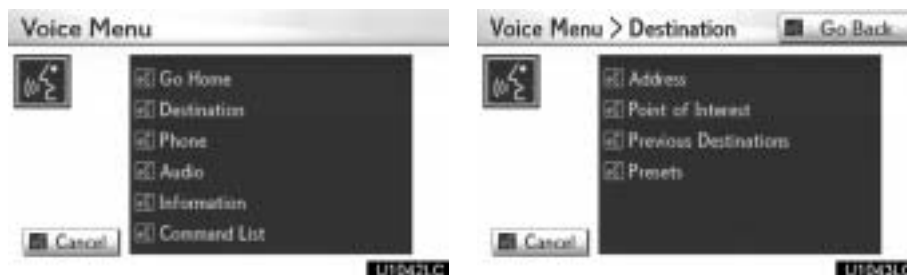 Voice Menu
Go Home
Destination
Phone
Audio
Information
Command List
Cancel
U1042LC
Voice Menu > Destination
Go Back
Address
Point of Interest
Previous Destinations
Presets
Cancel
U1043LC